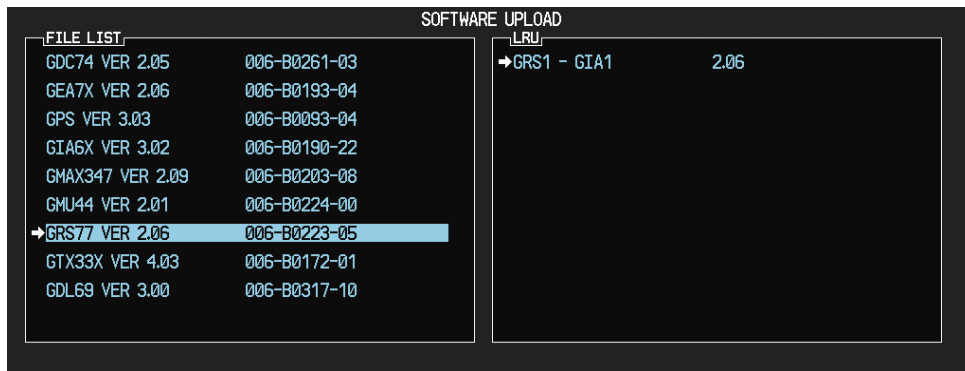 SOFTWARE UPLOAD
FILE LIST
GDC74 VER 2.05 006-B0261-03
GEA7X VER 2.06 006-B0193-04
GPS VER 3.03 006-B0093-04
GIA6X VER 3.02 006-B0190-22
GMAX347 VER 2.09 006-B0203-08
GMU44 VER 2.01 006-B0224-00
GRS77 VER 2.06 006-B0223-05
GTX33X VER 4.03 006-B0172-01
GDL69 VER 3.00 006-B0317-10
LRU
GRS1 - GIA1 2.06